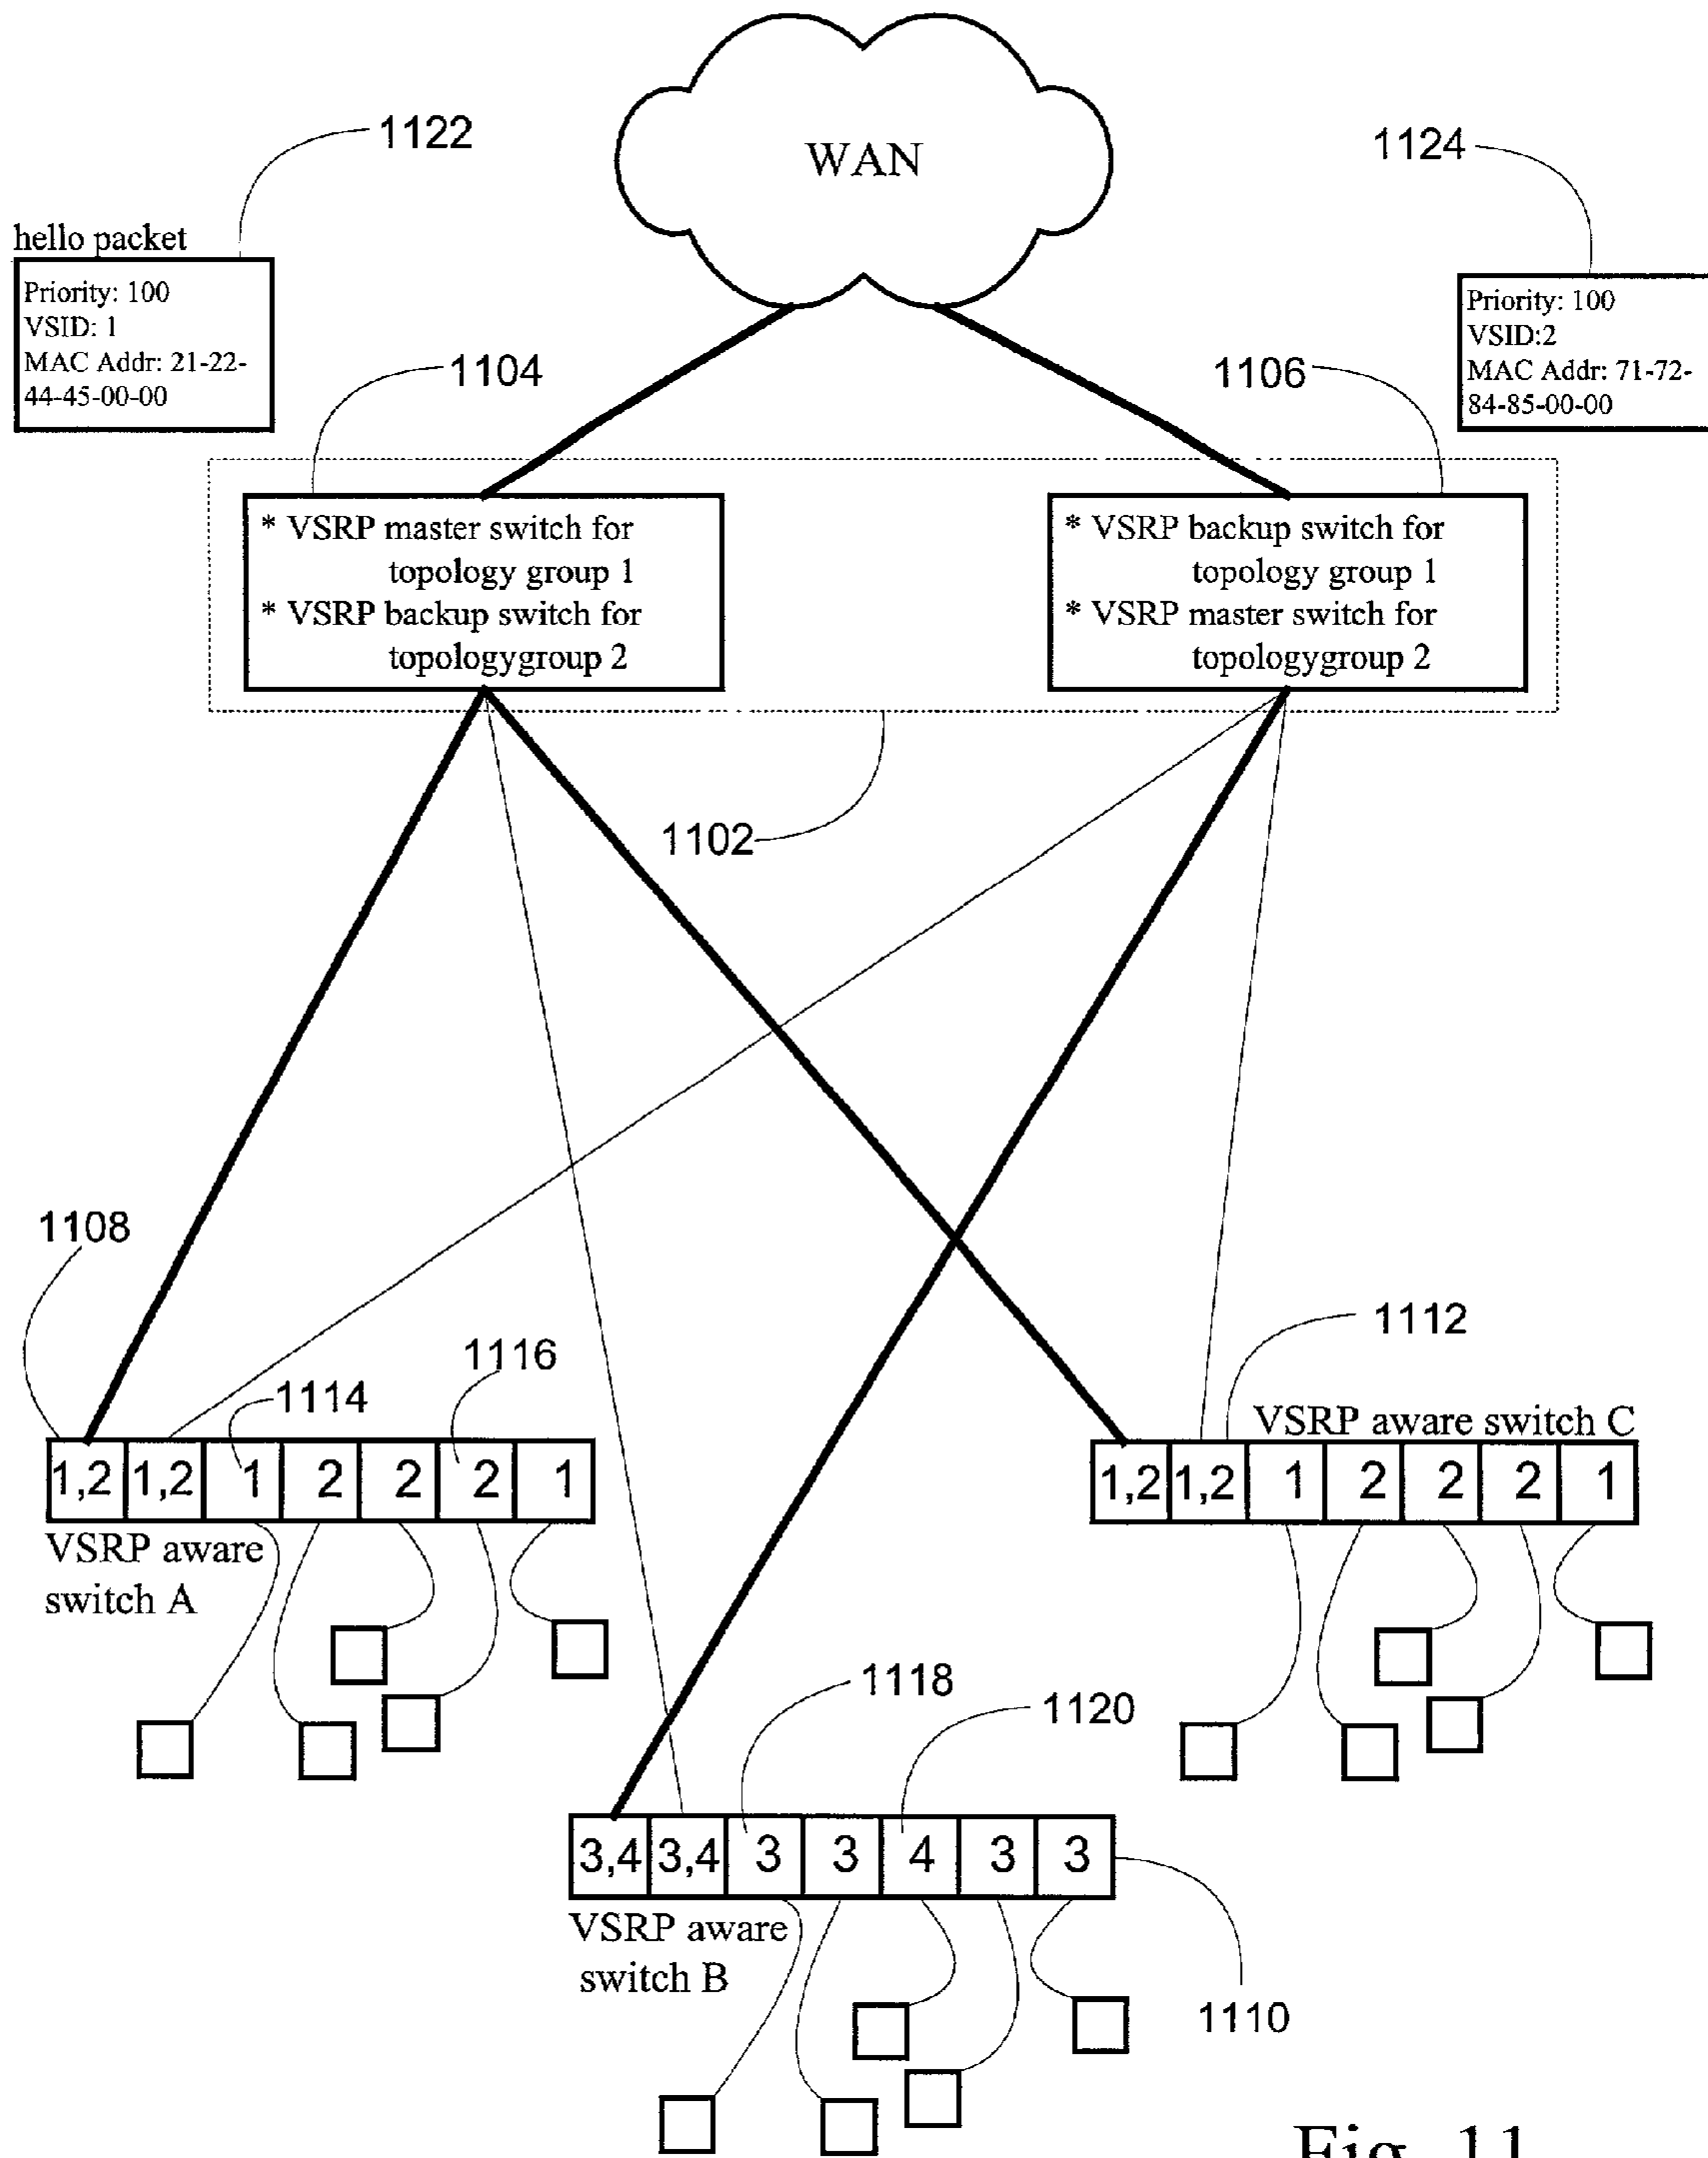 WAN
1122
1124
hello packet
Priority: 100
VSID: 1
MAC Addr: 21-22-
44-45-00-00
Priority: 100
VSID:2
MAC Addr: 71-72-
84-85-00-00
1104
1106
* VSRP master switch for
topology group 1
* VSRP backup switch for
topologygroup 2
* VSRP backup switch for
topology group 1
* VSRP master switch for
topologygroup 2
1102
1108
1116
1114
1112
VSRP aware switch C
1,2 1,2 1 2 2 2 1
1,2 1,2 1 2 2 2 1
VSRP aware
switch A
1118
1120
3,4 3,4 3 3 4 3 3
VSRP aware
switch B
1110
Fig. 11